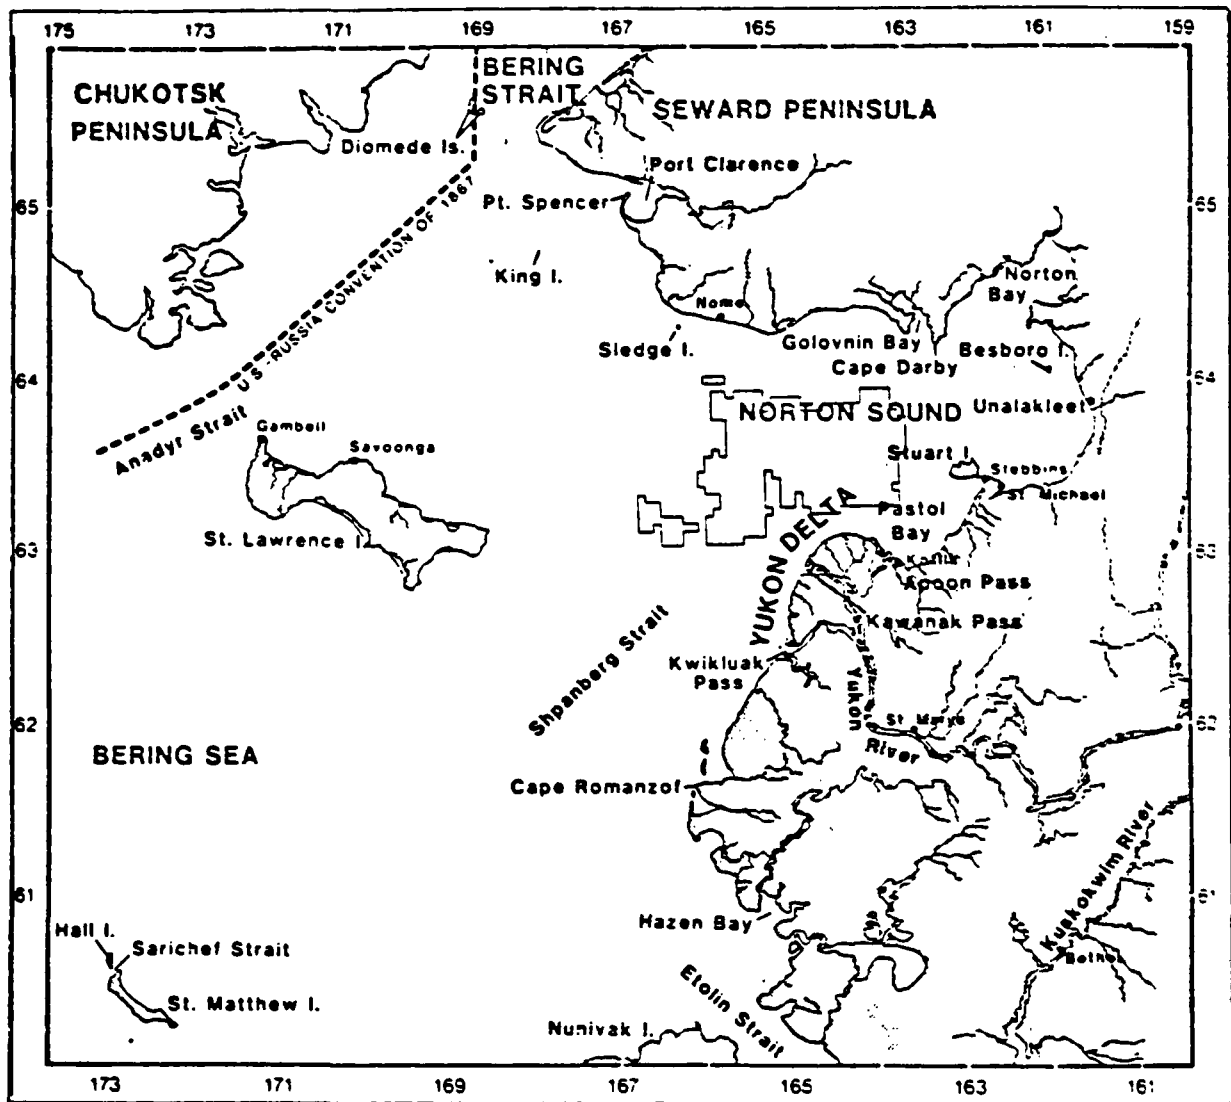 175 173 171 169 167 165 163 161 159
BERING
STRAIT
CHUKOTSK
PENINSULA
SEWARD PENINSULA
Diomede Is.
Port Clarence
65
Pt. Spencer
65
U.S.-RUSSIA CONVENTION OF 1867
King I.
Norton
Bay
Nome
Sledge I.
Golovnin Bay
Besboro I.
Cape Darby
64
64
Anadyr Strait
NORTON SOUND
Unalakleet
Gambell
Savoonga
Stuart I.
Stebbins
St. Michael
Pastol
Bay
St. Lawrence I.
63
63
YUKON DELTA
Kotlik
Apoon Pass
Kawanak Pass
Shpanberg Strait
Kwikluak
Pass
Yukon
River
St. Marys
62
62
BERING SEA
Cape Romanzof
Kuskokwim River
61
61
Hazen Bay
Hall I.
Sarichef Strait
Bethel
St. Matthew I.
Etolin Strait
Nunivak I.
173 171 169 167 165 163 161